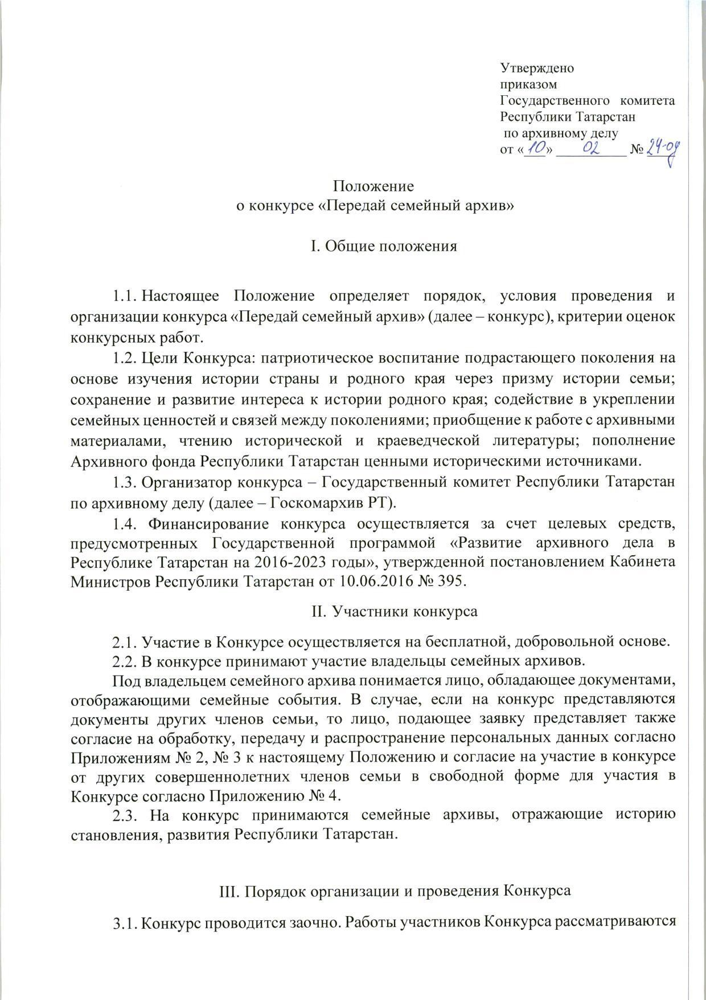 Утверждено
приказом
Государственного комитета
Республики Татарстан
по архивному делу
от «10» 02 № 24-од
Положение
о конкурсе «Передай семейный архив»
I. Общие положения
1.1. Настоящее Положение определяет порядок, условия проведения и
организации конкурса «Передай семейный архив» (далее – конкурс), критерии оценок
конкурсных работ.
1.2. Цели Конкурса: патриотическое воспитание подрастающего поколения на
основе изучения истории страны и родного края через призму истории семьи;
сохранение и развитие интереса к истории родного края; содействие в укреплении
семейных ценностей и связей между поколениями; приобщение к работе с архивными
материалами, чтению исторической и краеведческой литературы; пополнение
Архивного фонда Республики Татарстан ценными историческими источниками.
1.3. Организатор конкурса – Государственный комитет Республики Татарстан
по архивному делу (далее – Госкомархив РТ).
1.4. Финансирование конкурса осуществляется за счет целевых средств,
предусмотренных Государственной программой «Развитие архивного дела в
Республике Татарстан на 2016-2023 годы», утвержденной постановлением Кабинета
Министров Республики Татарстан от 10.06.2016 № 395.
II. Участники конкурса
2.1. Участие в Конкурсе осуществляется на бесплатной, добровольной основе.
2.2. В конкурсе принимают участие владельцы семейных архивов.
Под владельцем семейного архива понимается лицо, обладающее документами,
отображающими семейные события. В случае, если на конкурс представляются
документы других членов семьи, то лицо, подающее заявку представляет также
согласие на обработку, передачу и распространение персональных данных согласно
Приложениям № 2, № 3 к настоящему Положению и согласие на участие в конкурсе
от других совершеннолетних членов семьи в свободной форме для участия в
Конкурсе согласно Приложению № 4.
2.3. На конкурс принимаются семейные архивы, отражающие историю
становления, развития Республики Татарстан.
III. Порядок организации и проведения Конкурса
3.1. Конкурс проводится заочно. Работы участников Конкурса рассматриваются